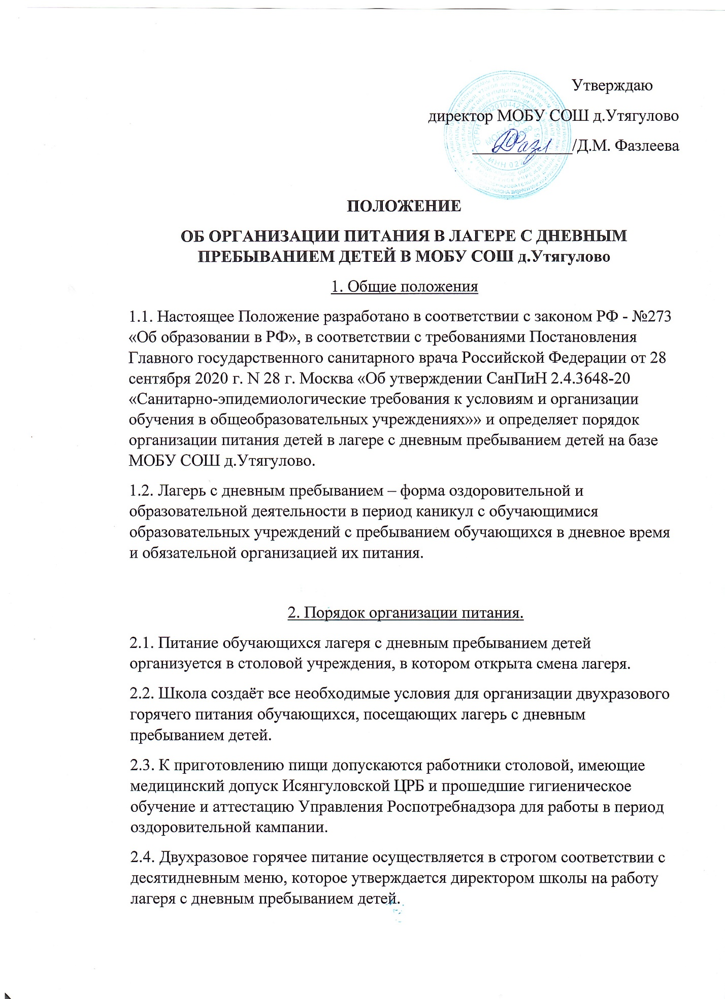 Утверждаю
директор МОБУ СОШ д.Утягулово
/Д.М. Фазлеева
ПОЛОЖЕНИЕ
ОБ ОРГАНИЗАЦИИ ПИТАНИЯ В ЛАГЕРЕ С ДНЕВНЫМ
ПРЕБЫВАНИЕМ ДЕТЕЙ В МОБУ СОШ д.Утягулово
1. Общие положения
1.1. Настоящее Положение разработано в соответствии с законом РФ - №273
«Об образовании в РФ», в соответствии с требованиями Постановления
Главного государственного санитарного врача Российской Федерации от 28
сентября 2020 г. N 28 г. Москва «Об утверждении СанПиН 2.4.3648-20
«Санитарно-эпидемиологические требования к условиям и организации
обучения в общеобразовательных учреждениях»» и определяет порядок
организации питания детей в лагере с дневным пребыванием детей на базе
МОБУ СОШ д.Утягулово.
1.2. Лагерь с дневным пребыванием – форма оздоровительной и
образовательной деятельности в период каникул с обучающимися
образовательных учреждений с пребыванием обучающихся в дневное время
и обязательной организацией их питания.
2. Порядок организации питания.
2.1. Питание обучающихся лагеря с дневным пребыванием детей
организуется в столовой учреждения, в котором открыта смена лагеря.
2.2. Школа создаёт все необходимые условия для организации двухразового
горячего питания обучающихся, посещающих лагерь с дневным
пребыванием детей.
2.3. К приготовлению пищи допускаются работники столовой, имеющие
медицинский допуск Исянгуловской ЦРБ и прошедшие гигиеническое
обучение и аттестацию Управления Роспотребнадзора для работы в период
оздоровительной кампании.
2.4. Двухразовое горячее питание осуществляется в строгом соответствии с
десятидневным меню, которое утверждается директором школы на работу
лагеря с дневным пребыванием детей.